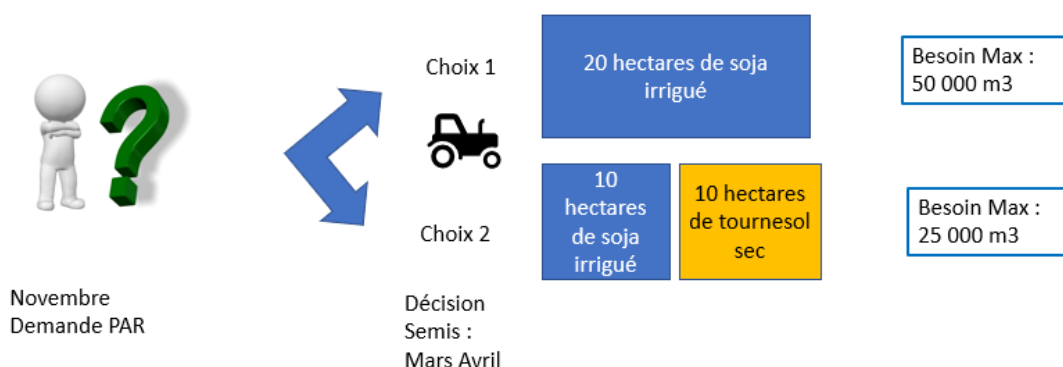 Choix 1
20 hectares de soja
irrigué
Besoin Max :
50 000 m3
Choix 2
10
hectares
de soja
irrigué
10 hectares
de tournesol
sec
Besoin Max :
25 000 m3
Novembre
Demande PAR
Décision
Semis :
Mars Avril